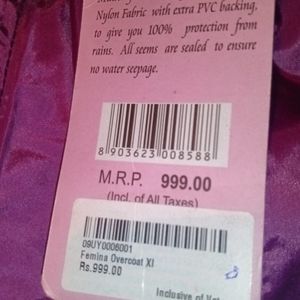 Nylon Fabric with extra PVC backing,
to give you 100% protection from
rains. All seems are sealed to ensure
no water seepage.
8 903623 008588
M.R.P. 999.00
(Incl. of All Taxes)
09UY0006001
Femina Overcoat Xl
Rs.999.00
Inclusive of